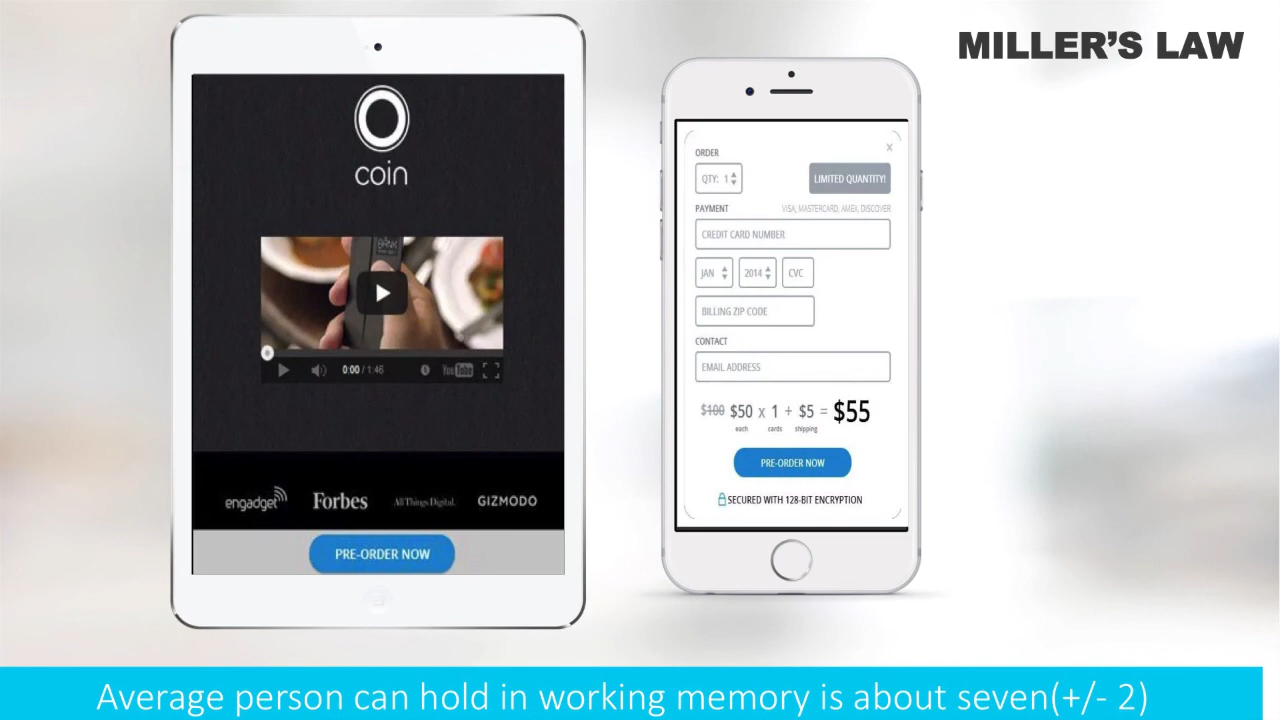 MILLER'S LAW
coin
BANK
0:00 / 1:46
YouTube
engadget
Forbes
All Things Digital.
GIZMODO
PRE-ORDER NOW
ORDER
x
QTY: 1
LIMITED QUANTITY!
PAYMENT
VISA, MASTERCARD, AMEX, DISCOVER
CREDIT CARD NUMBER
JAN
2014
CVC
BILLING ZIP CODE
CONTACT
EMAIL ADDRESS
$100 $50 x 1 + $5 = $55
each cards shipping
PRE-ORDER NOW
SECURED WITH 128-BIT ENCRYPTION
Average person can hold in working memory is about seven(+/- 2)